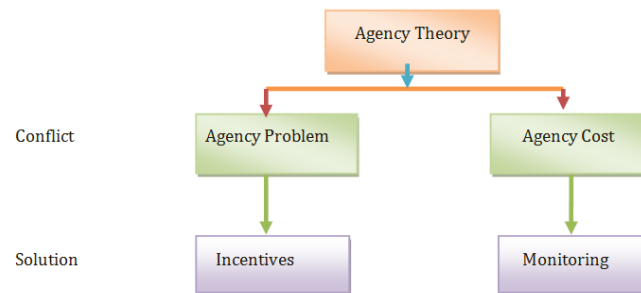 Agency Theory
Conflict
Agency Problem
Agency Cost
Solution
Incentives
Monitoring